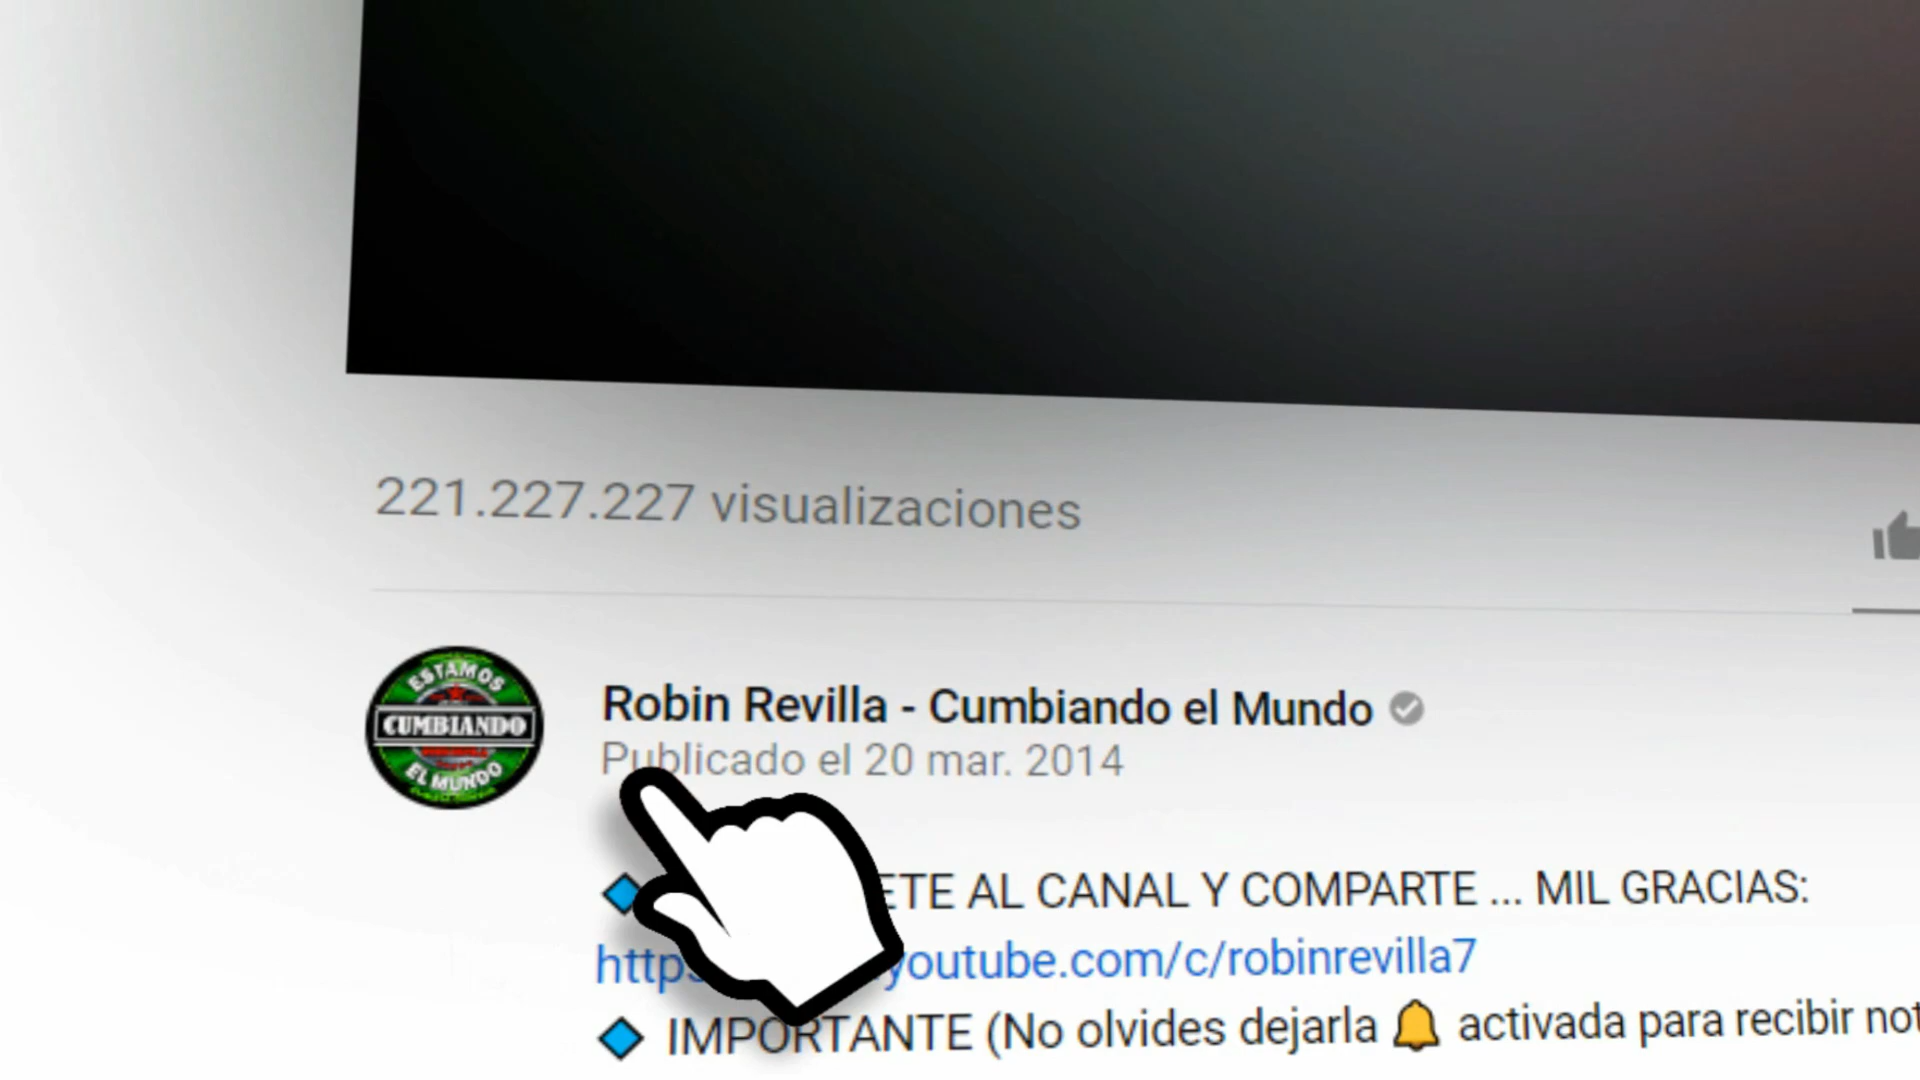 221.227.227 visualizaciones
ESTAMOS
CUMBIANDO
EL MUNDO
Robin Revilla - Cumbiando el Mundo
Publicado el 20 mar. 2014
ETE AL CANAL Y COMPARTE ... MIL GRACIAS:
http youtube.com/c/robinrevilla7
IMPORTANTE (No olvides dejarla 🔔 activada para recibir not